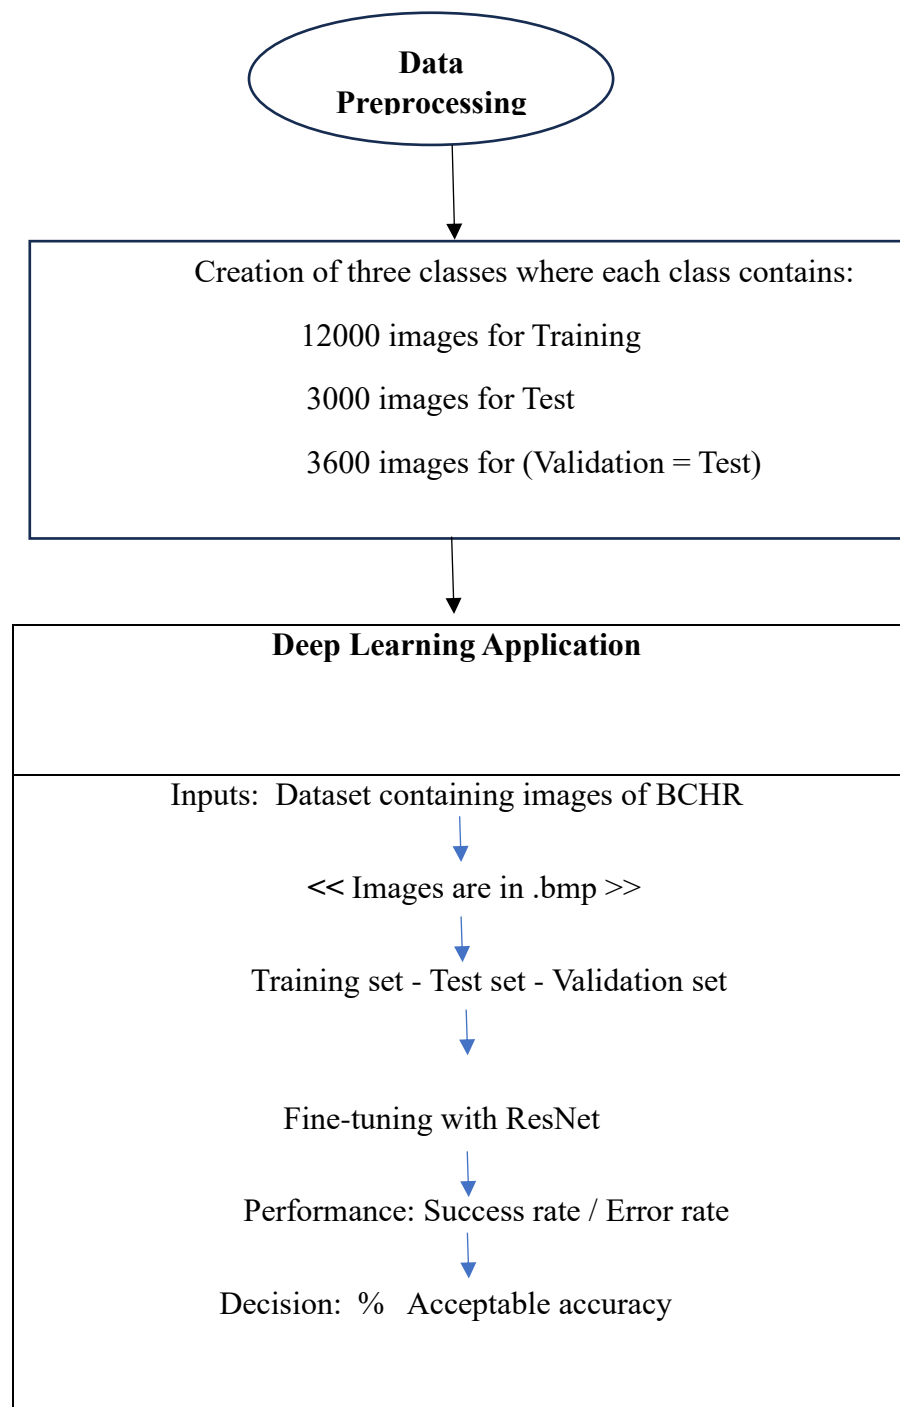 Data
Preprocessing
Creation of three classes where each class contains:
12000 images for Training
3000 images for Test
3600 images for (Validation = Test)
Deep Learning Application
Inputs: Dataset containing images of BCHR
<< Images are in .bmp >>
Training set - Test set - Validation set
Fine-tuning with ResNet
Performance: Success rate / Error rate
Decision: % Acceptable accuracy